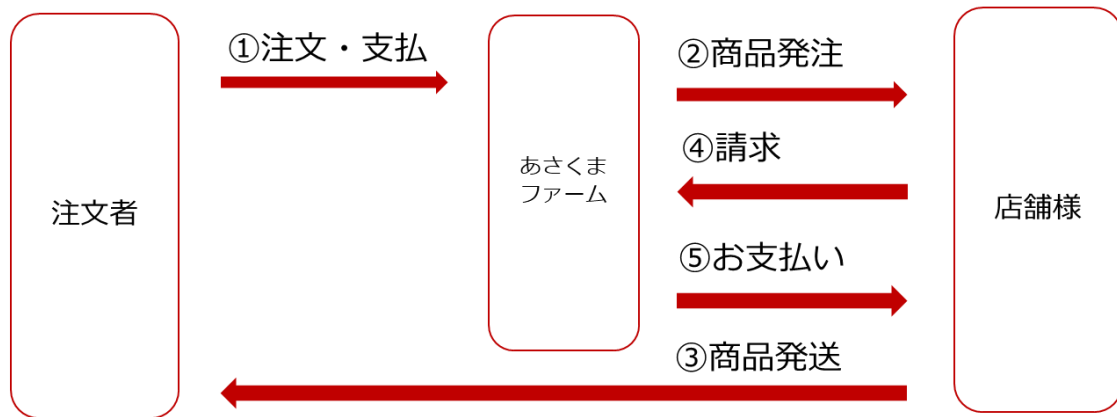 ①注文・支払
②商品発注
④請求
あさくま
ファーム
注文者
店舗様
⑤お支払い
③商品発送